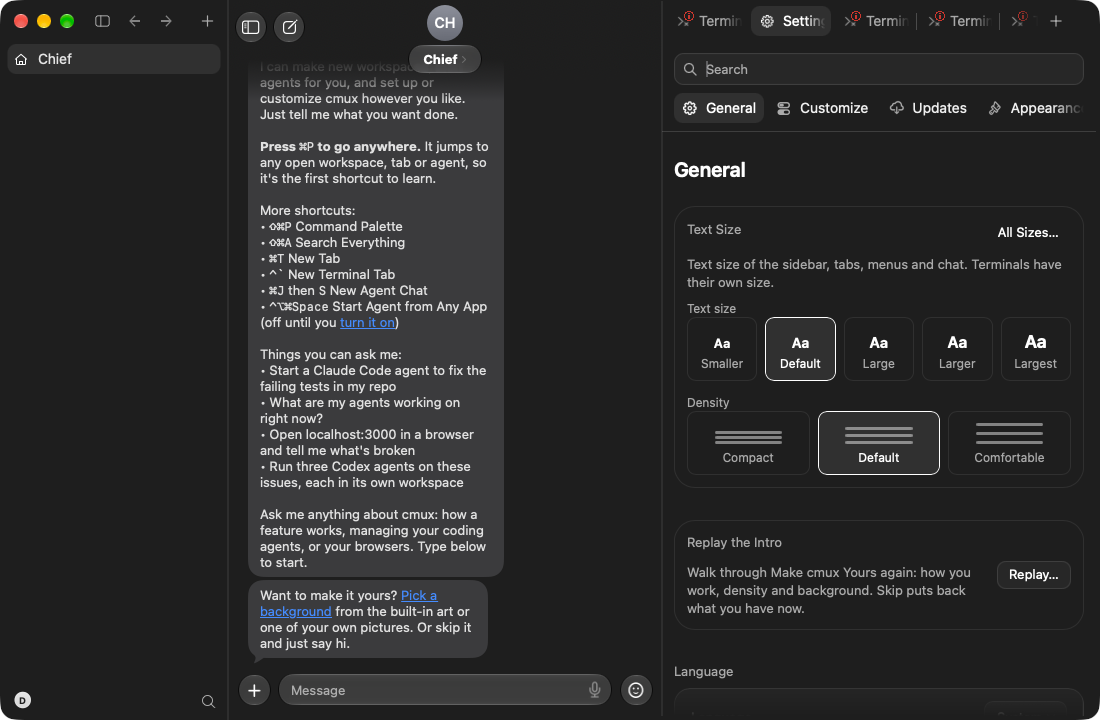 Chief
CH
Chief
I can make new workspac
agents for you, and set up or
customize cmux however you like.
Just tell me what you want done.
Press ⌘P to go anywhere. It jumps to
any open workspace, tab or agent, so
it's the first shortcut to learn.
More shortcuts:
• ⇧⌘P Command Palette
• ⇧⌘A Search Everything
• ⌘T New Tab
• ^` New Terminal Tab
• ⌘J then S New Agent Chat
• ^⌥⌘Space Start Agent from Any App
(off until you turn it on)
Things you can ask me:
• Start a Claude Code agent to fix the
failing tests in my repo
• What are my agents working on
right now?
• Open localhost:3000 in a browser
and tell me what's broken
• Run three Codex agents on these
issues, each in its own workspace
Ask me anything about cmux: how a
feature works, managing your coding
agents, or your browsers. Type below
to start.
Want to make it yours? Pick a
background from the built-in art or
one of your own pictures. Or skip it
and just say hi.
Message
D
Termin Setting Termin Termin
Search
General Customize Updates Appearanc
General
Text Size
All Sizes...
Text size of the sidebar, tabs, menus and chat. Terminals have
their own size.
Text size
Aa Aa Aa Aa Aa
Smaller Default Large Larger Largest
Density
Compact Default Comfortable
Replay the Intro
Walk through Make cmux Yours again: how you
work, density and background. Skip puts back
what you have now.
Replay...
Language